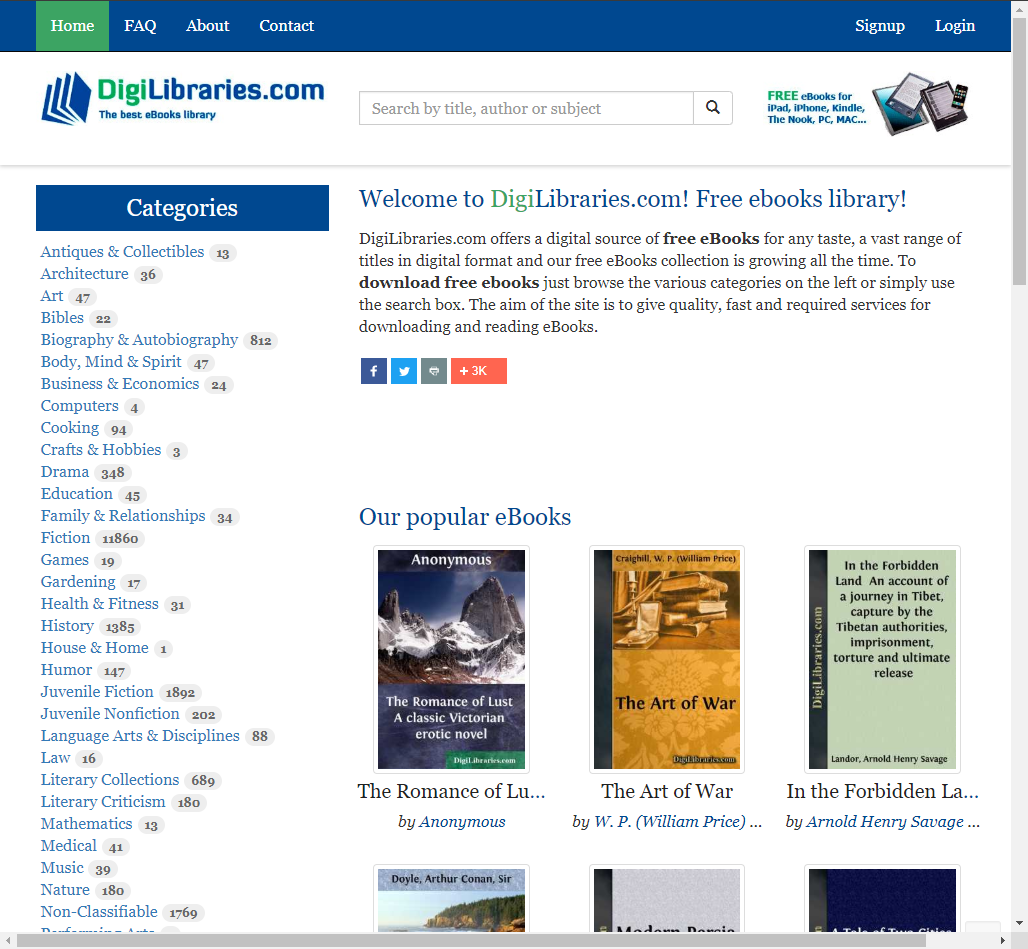 Home FAQ About Contact Signup Login
DigiLibraries.com
The best eBooks library
Search by title, author or subject
FREE eBooks for
iPad, iPhone, Kindle,
The Nook, PC, MAC...
Categories
Antiques & Collectibles 13
Architecture 36
Art 47
Bibles 22
Biography & Autobiography 812
Body, Mind & Spirit 47
Business & Economics 24
Computers 4
Cooking 94
Crafts & Hobbies 3
Drama 348
Education 45
Family & Relationships 34
Fiction 11860
Games 19
Gardening 17
Health & Fitness 31
History 1385
House & Home 1
Humor 147
Juvenile Fiction 1892
Juvenile Nonfiction 202
Language Arts & Disciplines 88
Law 16
Literary Collections 689
Literary Criticism 180
Mathematics 13
Medical 41
Music 39
Nature 180
Non-Classifiable 1769
Welcome to DigiLibraries.com! Free ebooks library!
DigiLibraries.com offers a digital source of free eBooks for any taste, a vast range of
titles in digital format and our free eBooks collection is growing all the time. To
download free ebooks just browse the various categories on the left or simply use
the search box. The aim of the site is to give quality, fast and required services for
downloading and reading eBooks.
+ 3K
Our popular eBooks
Anonymous
The Romance of Lust
A classic Victorian
erotic novel
DigiLibraries.com
The Romance of Lu...
by Anonymous
Craighill, W. P. (William Price)
The Art of War
DigiLibraries.com
The Art of War
by W. P. (William Price) ...
In the Forbidden
Land An account of
a journey in Tibet,
capture by the
Tibetan authorities,
imprisonment,
torture and ultimate
release
DigiLibraries.com
Landor, Arnold Henry Savage
In the Forbidden La...
by Arnold Henry Savage ...
Doyle, Arthur Conan, Sir
Modern Persia
A Tale of Two Cities